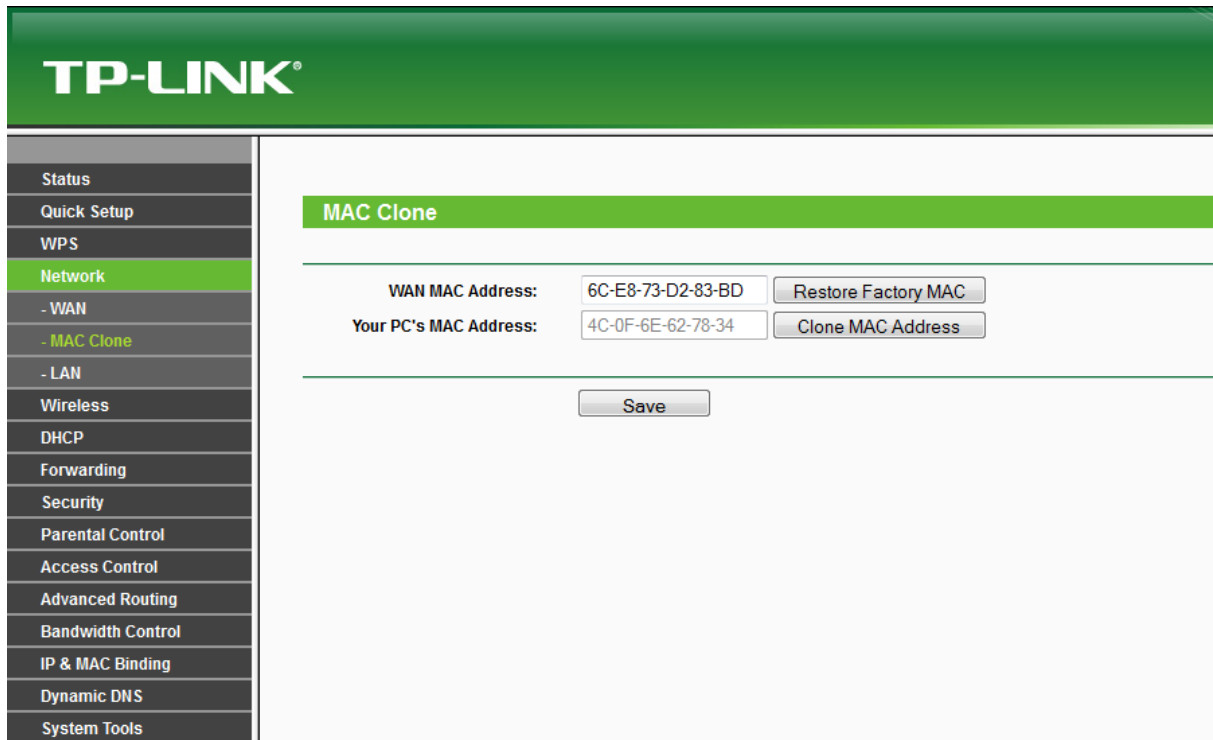 TP-LINK®
Status
Quick Setup
WPS
Network
- WAN
- MAC Clone
- LAN
Wireless
DHCP
Forwarding
Security
Parental Control
Access Control
Advanced Routing
Bandwidth Control
IP & MAC Binding
Dynamic DNS
System Tools
MAC Clone
WAN MAC Address: 6C-E8-73-D2-83-BD Restore Factory MAC
Your PC's MAC Address: 4C-0F-6E-62-78-34 Clone MAC Address
Save